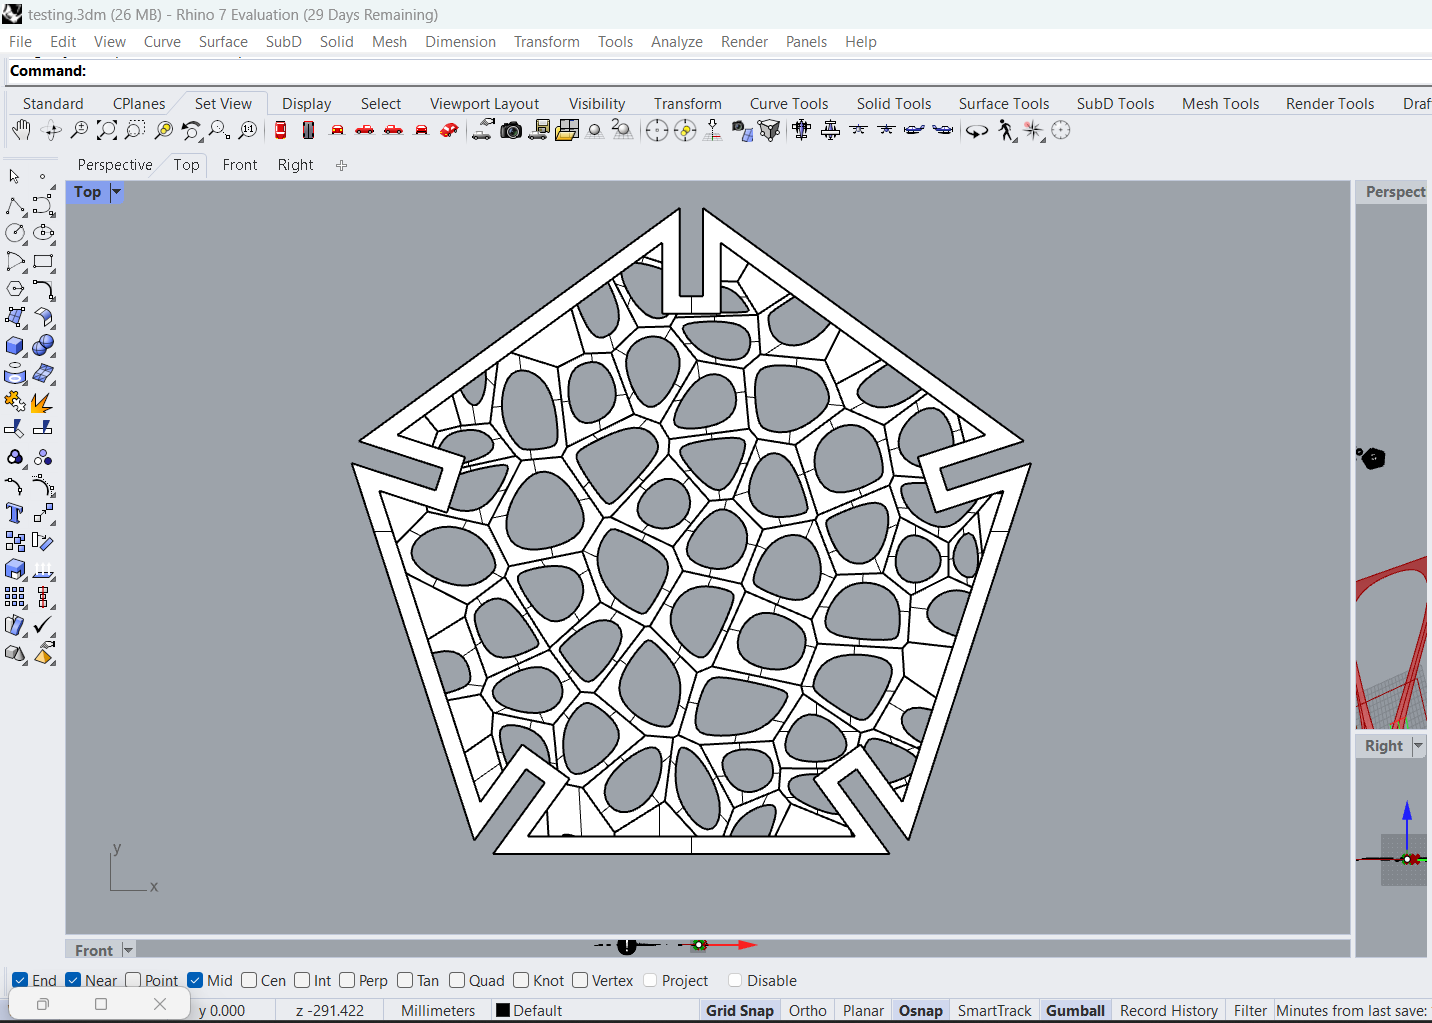 testing.3dm (26 MB) - Rhino 7 Evaluation (29 Days Remaining)
File Edit View Curve Surface SubD Solid Mesh Dimension Transform Tools Analyze Render Panels Help
Command:
Standard CPlanes Set View Display Select Viewport Layout Visibility Transform Curve Tools Solid Tools Surface Tools SubD Tools Mesh Tools Render Tools Draf
Perspective Top Front Right
Top
Perspect
Right
y
x
Front
End Near Point Mid Cen Int Perp Tan Quad Knot Vertex Project Disable
y 0.000 z -291.422 Millimeters Default Grid Snap Ortho Planar Osnap SmartTrack Gumball Record History Filter Minutes from last save: